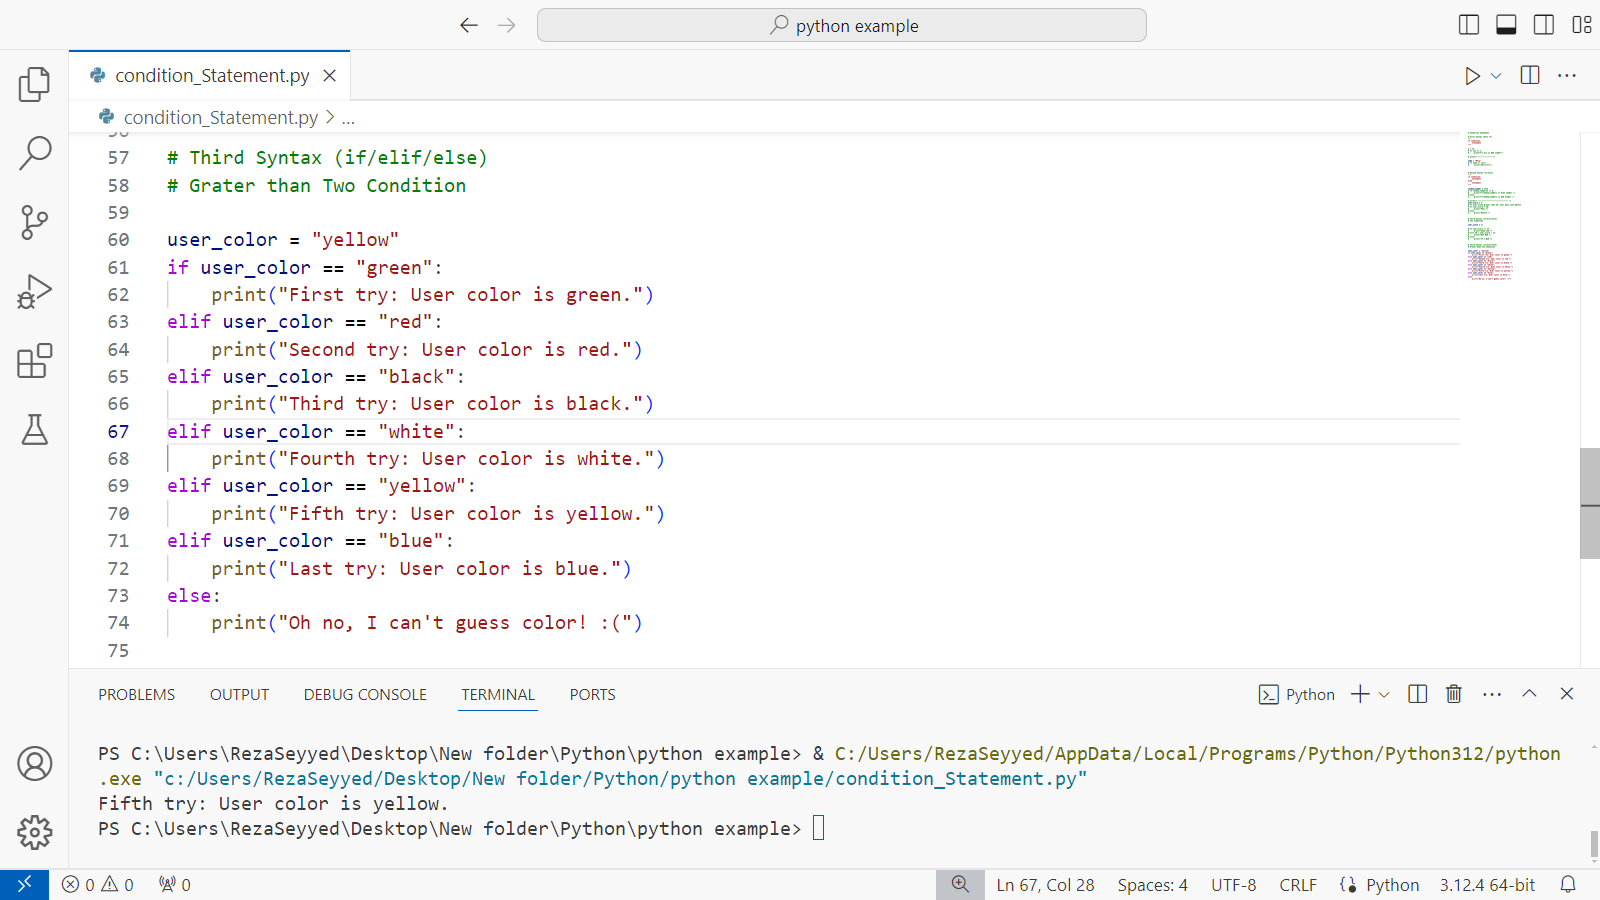 python example
condition_Statement.py
condition_Statement.py > ...
57 # Third Syntax (if/elif/else)
58 # Grater than Two Condition
59
60 user_color = "yellow"
61 if user_color == "green":
62 print("First try: User color is green.")
63 elif user_color == "red":
64 print("Second try: User color is red.")
65 elif user_color == "black":
66 print("Third try: User color is black.")
67 elif user_color == "white":
68 print("Fourth try: User color is white.")
69 elif user_color == "yellow":
70 print("Fifth try: User color is yellow.")
71 elif user_color == "blue":
72 print("Last try: User color is blue.")
73 else:
74 print("Oh no, I can't guess color! :(")
75
PROBLEMS OUTPUT DEBUG CONSOLE TERMINAL PORTS Python
PS C:\Users\RezaSeyyed\Desktop\New folder\Python\python example> & C:/Users/RezaSeyyed/AppData/Local/Programs/Python/Python312/python
.exe "c:/Users/RezaSeyyed/Desktop/New folder/Python/python example/condition_Statement.py"
Fifth try: User color is yellow.
PS C:\Users\RezaSeyyed\Desktop\New folder\Python\python example>
0 0 0 Ln 67, Col 28 Spaces: 4 UTF-8 CRLF Python 3.12.4 64-bit